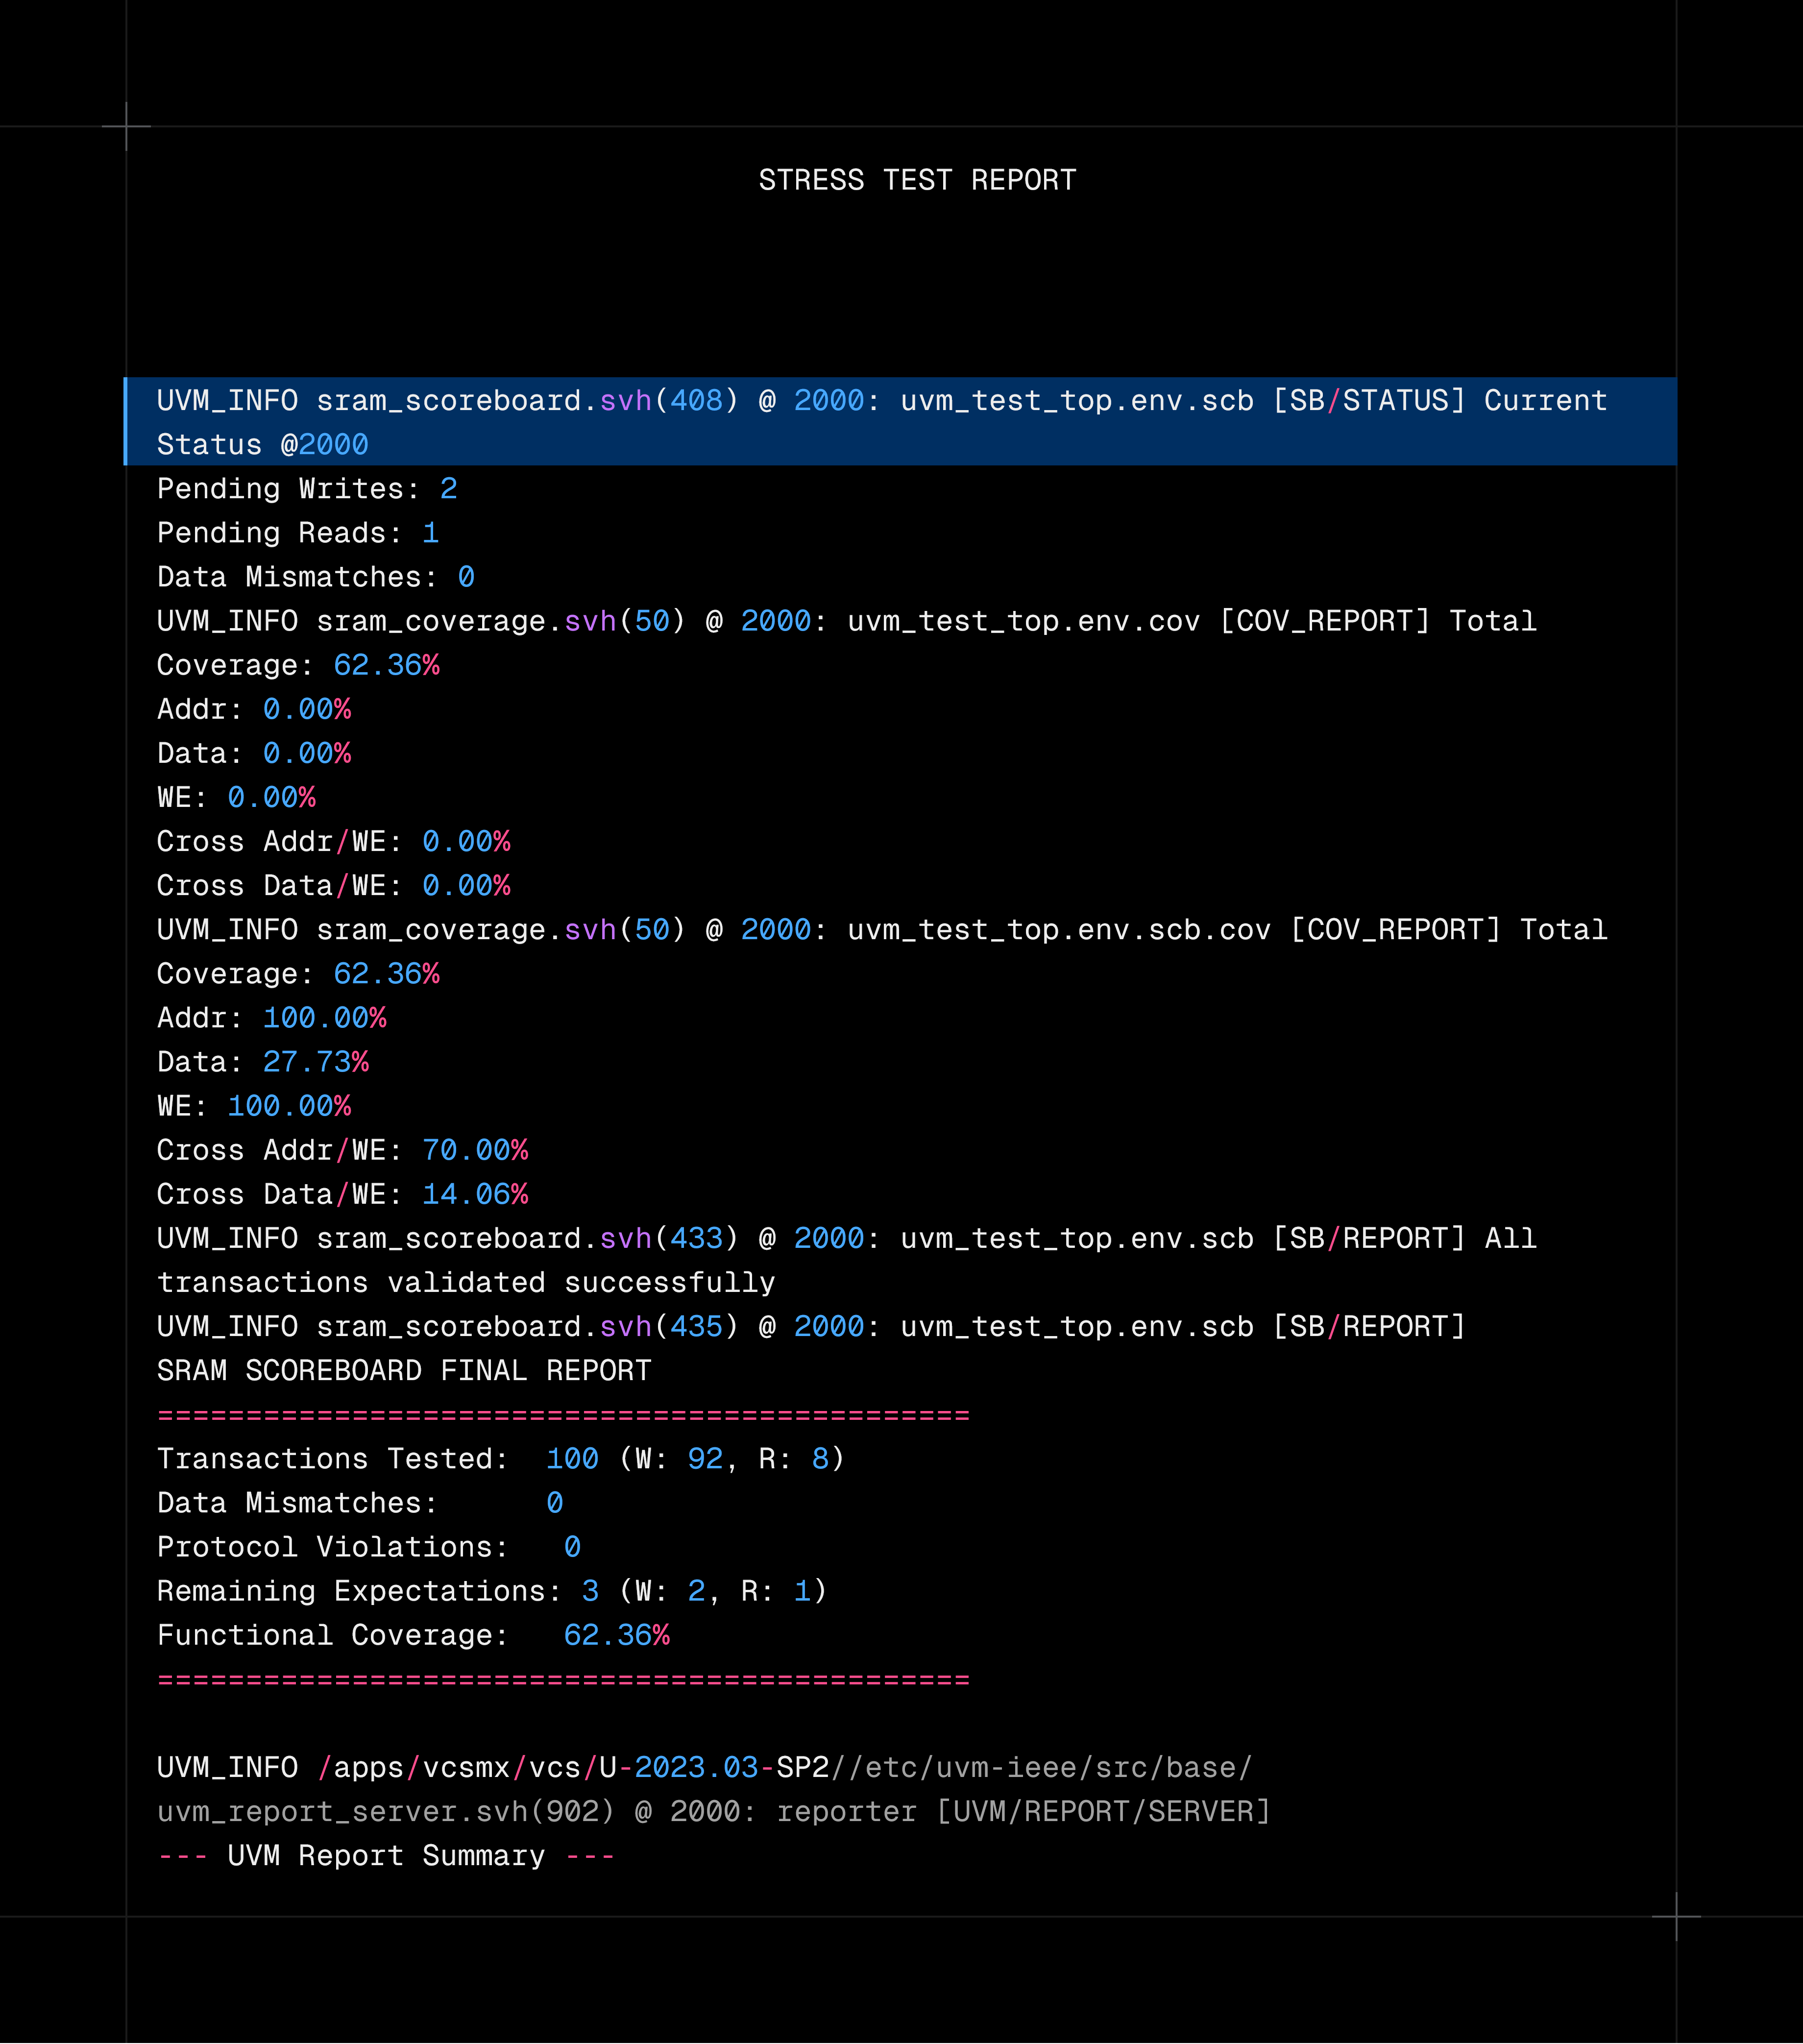 STRESS TEST REPORT
UVM_INFO sram_scoreboard.svh(408) @ 2000: uvm_test_top.env.scb [SB/STATUS] Current
Status @2000
Pending Writes: 2
Pending Reads: 1
Data Mismatches: 0
UVM_INFO sram_coverage.svh(50) @ 2000: uvm_test_top.env.cov [COV_REPORT] Total
Coverage: 62.36%
Addr: 0.00%
Data: 0.00%
WE: 0.00%
Cross Addr/WE: 0.00%
Cross Data/WE: 0.00%
UVM_INFO sram_coverage.svh(50) @ 2000: uvm_test_top.env.scb.cov [COV_REPORT] Total
Coverage: 62.36%
Addr: 100.00%
Data: 27.73%
WE: 100.00%
Cross Addr/WE: 70.00%
Cross Data/WE: 14.06%
UVM_INFO sram_scoreboard.svh(433) @ 2000: uvm_test_top.env.scb [SB/REPORT] All
transactions validated successfully
UVM_INFO sram_scoreboard.svh(435) @ 2000: uvm_test_top.env.scb [SB/REPORT]
SRAM SCOREBOARD FINAL REPORT
==============================================
Transactions Tested:  100 (W: 92, R: 8)
Data Mismatches:      0
Protocol Violations:   0
Remaining Expectations: 3 (W: 2, R: 1)
Functional Coverage:   62.36%
==============================================
UVM_INFO /apps/vcsmx/vcs/U-2023.03-SP2//etc/uvm-ieee/src/base/
uvm_report_server.svh(902) @ 2000: reporter [UVM/REPORT/SERVER]
--- UVM Report Summary ---